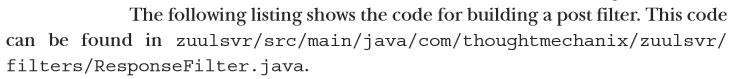 The following listing shows the code for building a post filter. This code
can be found in zuulsvr/src/main/java/com/thoughtmechanix/zuulsvr/
filters/ResponseFilter.java.